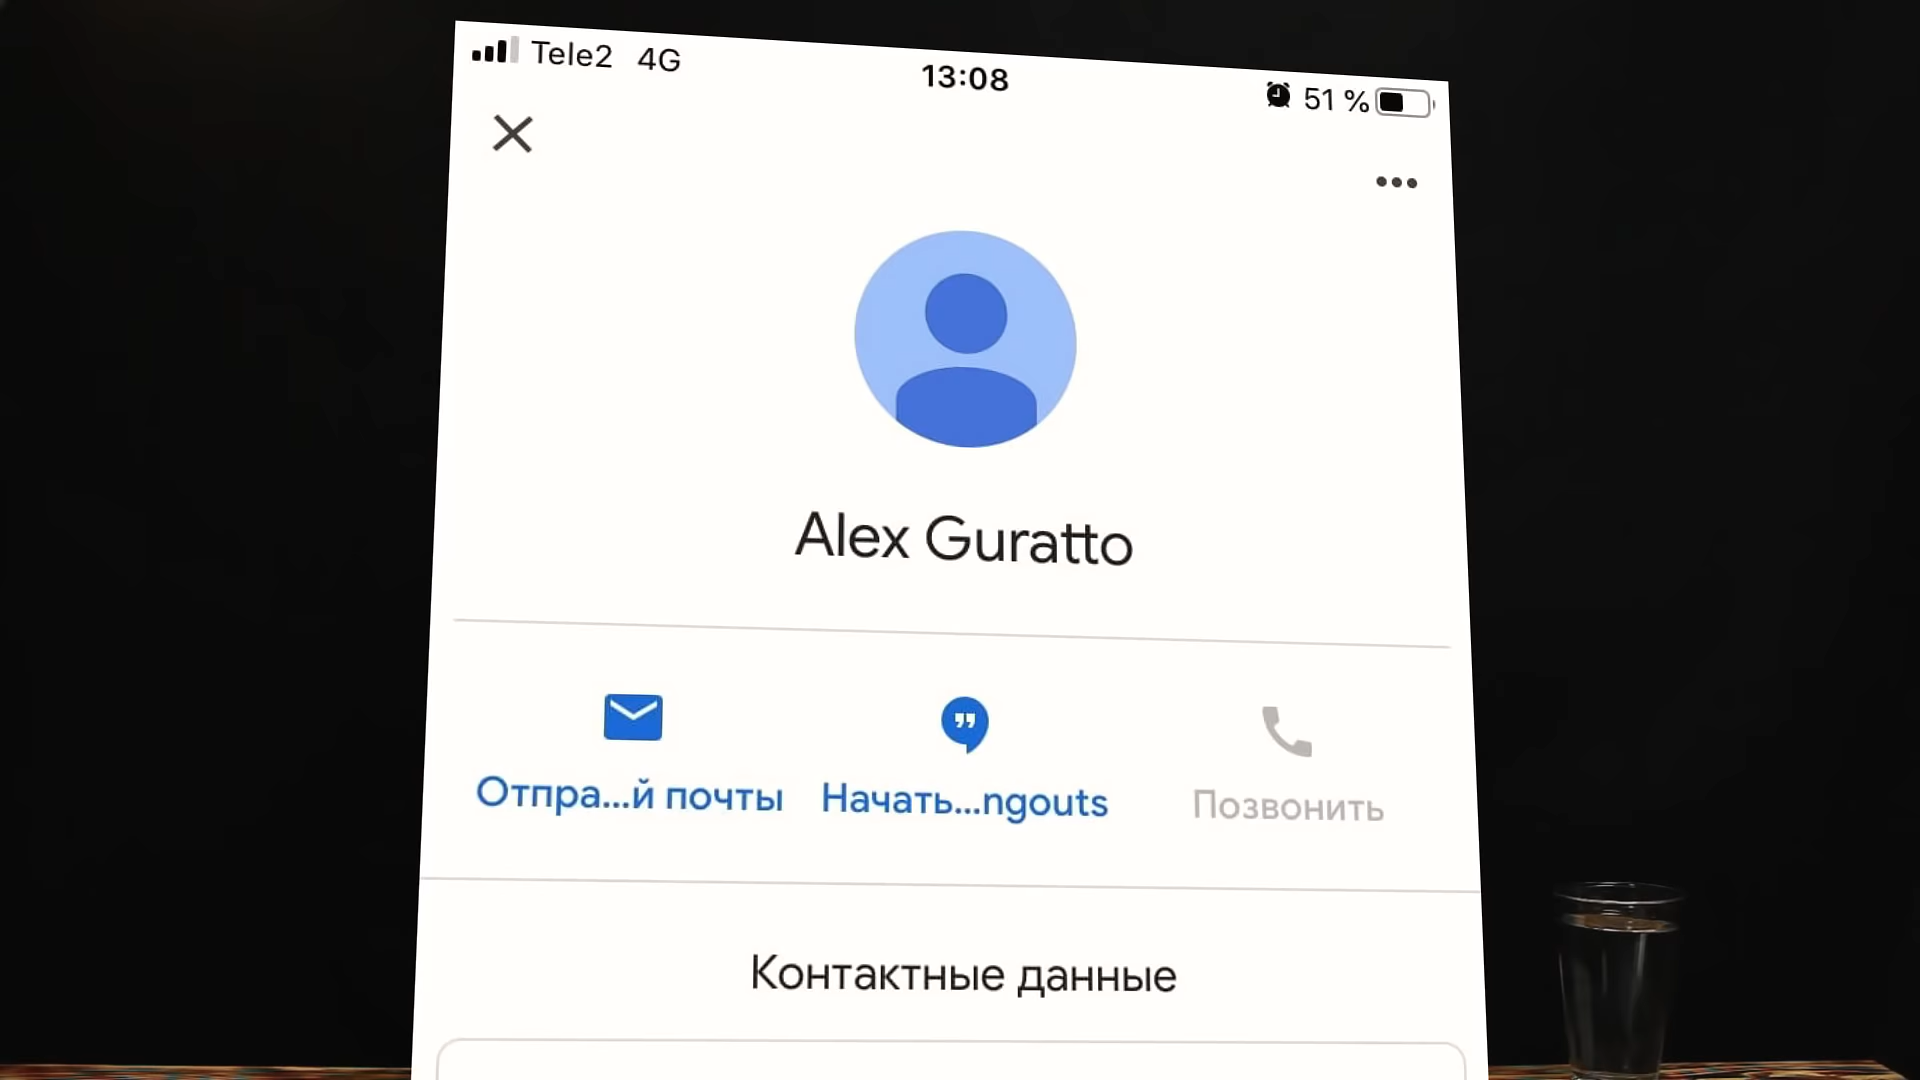 Tele2 4G 13:08 51 %
Alex Guratto
Отпра...й почты Начать...ngouts Позвонить
Контактные данные